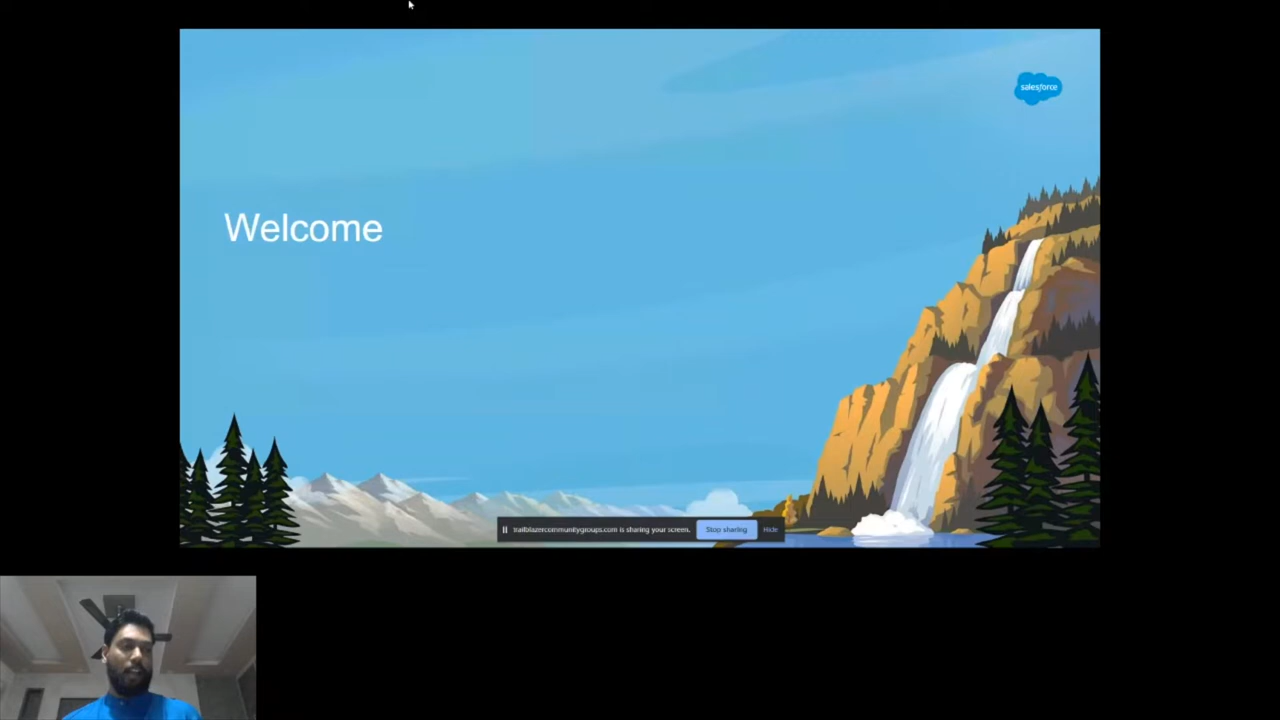 salesforce
Welcome
trailblazercommunitygroups.com is sharing your screen.
Stop sharing
Hide